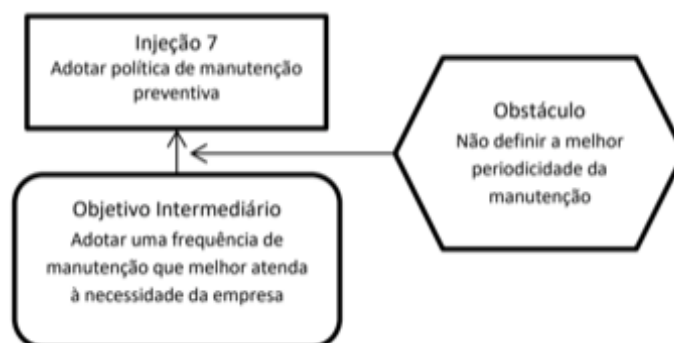 Injeção 7
Adotar política de manutenção
preventiva
Obstáculo
Não definir a melhor
periodicidade da
manutenção
Objetivo Intermediário
Adotar uma frequência de
manutenção que melhor atenda
à necessidade da empresa